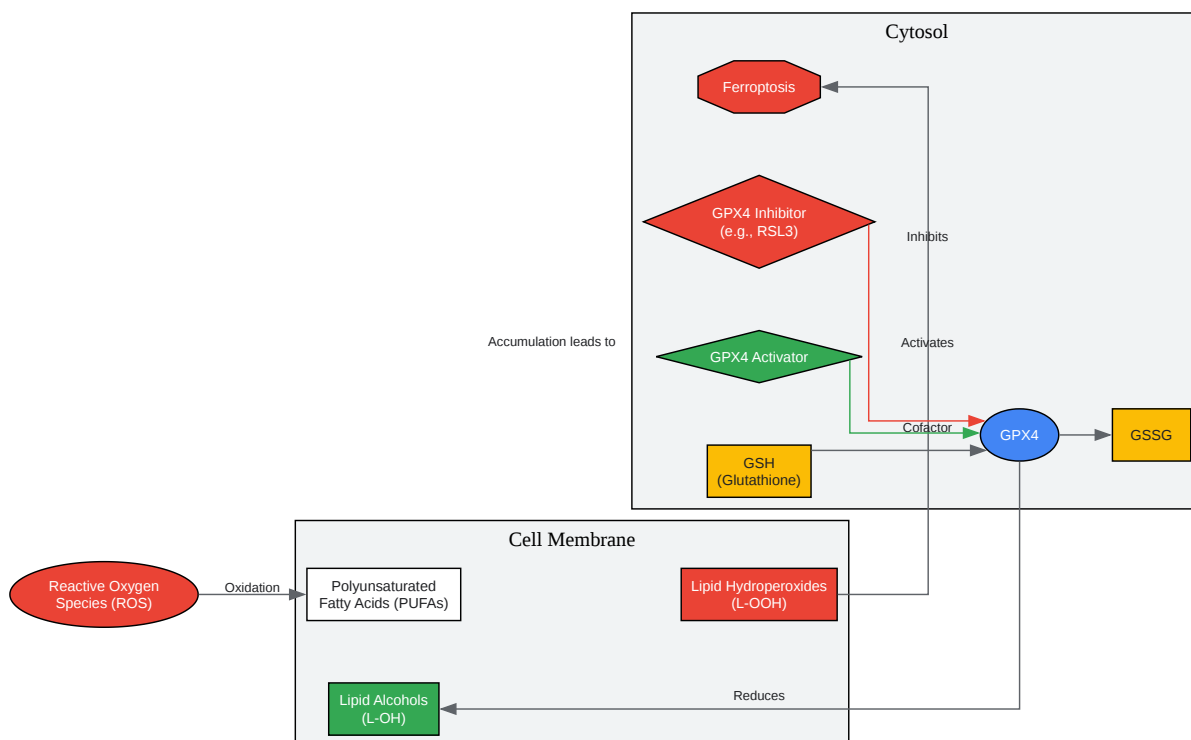 Cytosol
Ferroptosis
GPX4 Inhibitor
(e.g., RSL3)
Inhibits
Accumulation leads to
GPX4 Activator
Activates
Cofactor
GPX4
GSSG
GSH
(Glutathione)
Cell Membrane
Reactive Oxygen
Species (ROS)
Oxidation
Polyunsaturated
Fatty Acids (PUFAs)
Lipid Hydroperoxides
(L-OOH)
Lipid Alcohols
(L-OH)
Reduces